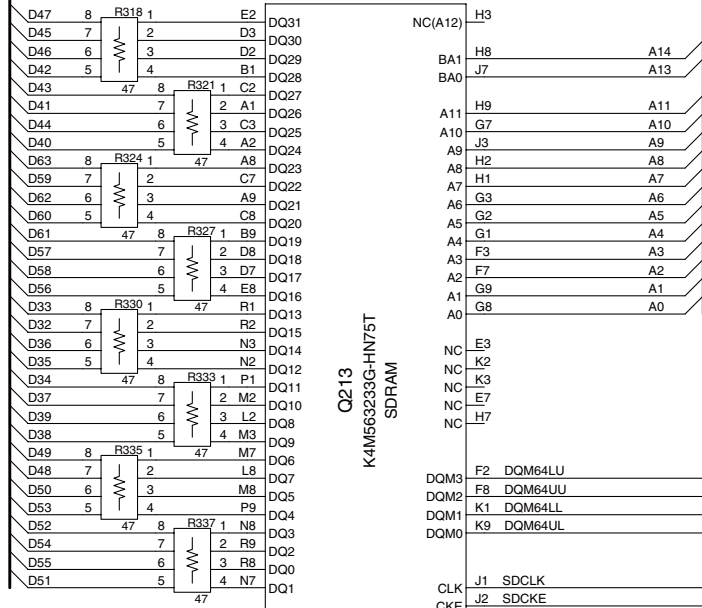 D47 8 R318 1 E2 DQ31 NC(A12) H3
D45 7 2 D3 DQ30
D46 6 3 D2 DQ29 BA1 H8 A14
D42 5 4 B1 DQ28 BA0 J7 A13
47
D43 8 R321 1 C2 DQ27
D41 7 2 A1 DQ26 A11 H9 A11
D44 6 3 C3 DQ25 A10 G7 A10
D40 5 4 A2 DQ24 A9 J3 A9
47
D63 8 R324 1 A8 DQ23 A8 H2 A8
D59 7 2 C7 DQ22 A7 H1 A7
D62 6 3 A9 DQ21 A6 G3 A6
D60 5 4 C8 DQ20 A5 G2 A5
47
D61 8 R327 1 B9 DQ19 A4 G1 A4
D57 7 2 D8 DQ18 A3 F3 A3
D58 6 3 D7 DQ17 A2 F7 A2
D56 5 4 E8 DQ16 A1 G9 A1
47
D33 8 R330 1 R1 DQ13 A0 G8 A0
D32 7 2 R2 DQ15
D36 6 3 N3 DQ14 NC E3
D35 5 4 N2 DQ12 NC K2
47
D34 8 R333 1 P1 DQ11 NC K3
D37 7 2 M2 DQ10 NC E7
D39 6 3 L2 DQ8 NC H7
D38 5 4 M3 DQ9
47
Q213
K4M563233G-HN75T
SDRAM
D49 8 R335 1 M7 DQ6
D48 7 2 L8 DQ7 DQM3 F2 DQM64LU
D50 6 3 M8 DQ5 DQM2 F8 DQM64UU
D53 5 4 P9 DQ4 DQM1 K1 DQM64LL
47
D52 8 R337 1 N8 DQ3 DQM0 K9 DQM64UL
D54 7 2 R9 DQ2
D55 6 3 R8 DQ0
D51 5 4 N7 DQ1 CLK J1 SDCLK
47
CKE J2 SDCKE